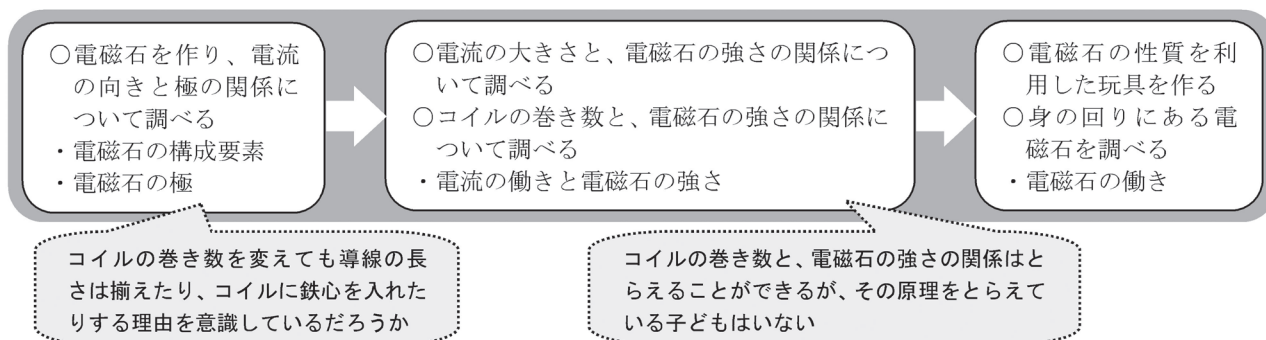 ○電磁石を作り、電流
の向きと極の関係に
ついて調べる
・電磁石の構成要素
・電磁石の極
○電流の大きさと、電磁石の強さの関係につ
いて調べる
○コイルの巻き数と、電磁石の強さの関係に
ついて調べる
・電流の働きと電磁石の強さ
○電磁石の性質を利
用した玩具を作る
○身の回りにある電
磁石を調べる
・電磁石の働き
コイルの巻き数を変えても導線の長
さは揃えたり、コイルに鉄心を入れた
りする理由を意識しているだろうか
コイルの巻き数と、電磁石の強さの関係はと
らえることができるが、その原理をとらえて
いる子どもはいない